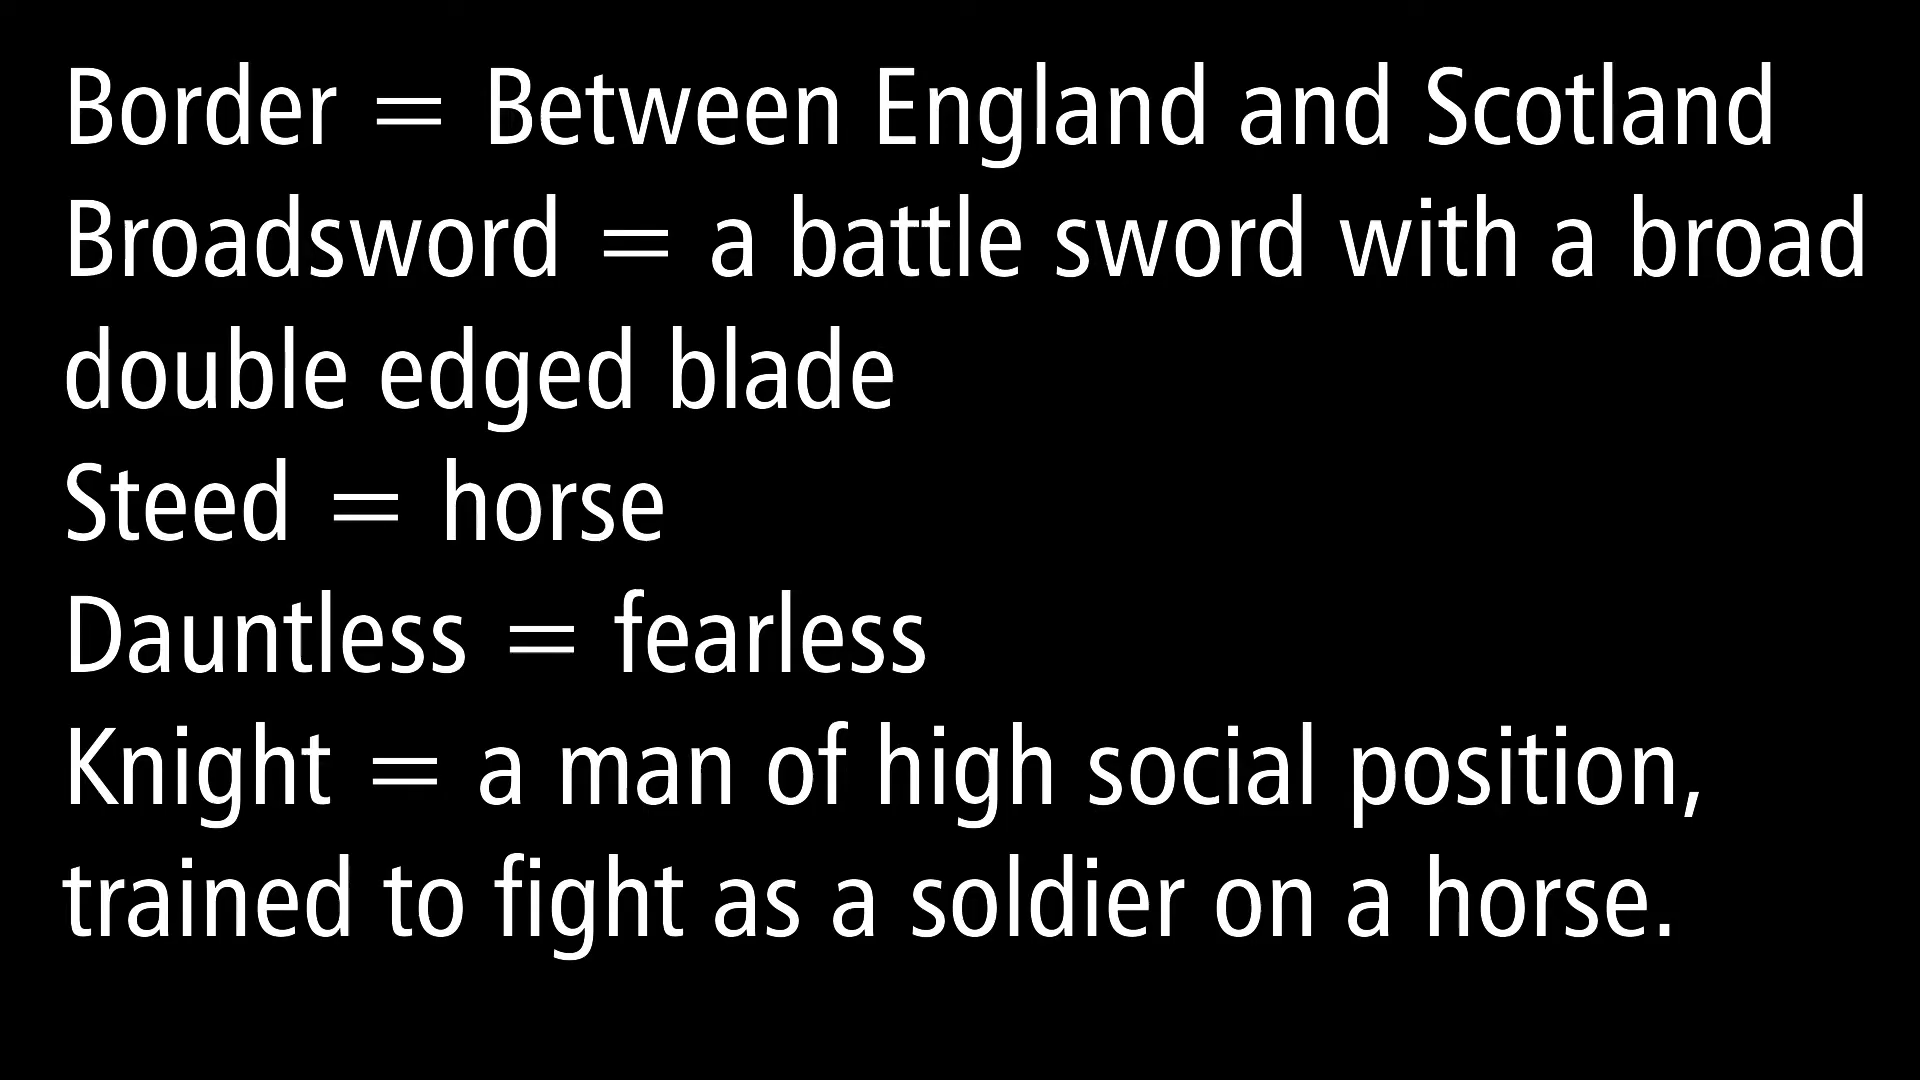 Border = Between England and Scotland
Broadsword = a battle sword with a broad
double edged blade
Steed = horse
Dauntless = fearless
Knight = a man of high social position,
trained to fight as a soldier on a horse.